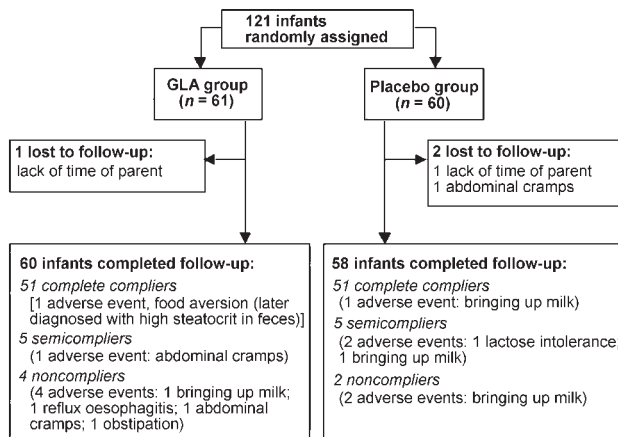 121 infants
randomly assigned
GLA group
(n = 61)
Placebo group
(n = 60)
1 lost to follow-up:
lack of time of parent
2 lost to follow-up:
1 lack of time of parent
1 abdominal cramps
60 infants completed follow-up:
51 complete compliers
[1 adverse event, food aversion (later
diagnosed with high steatocrit in feces)]
5 semicompliers
(1 adverse event: abdominal cramps)
4 noncompliers
(4 adverse events: 1 bringing up milk;
1 reflux oesophagitis; 1 abdominal
cramps; 1 obstipation)
58 infants completed follow-up:
51 complete compliers
(1 adverse event: bringing up milk)
5 semicompliers
(2 adverse events: 1 lactose intolerance;
1 bringing up milk)
2 noncompliers
(2 adverse events: bringing up milk)